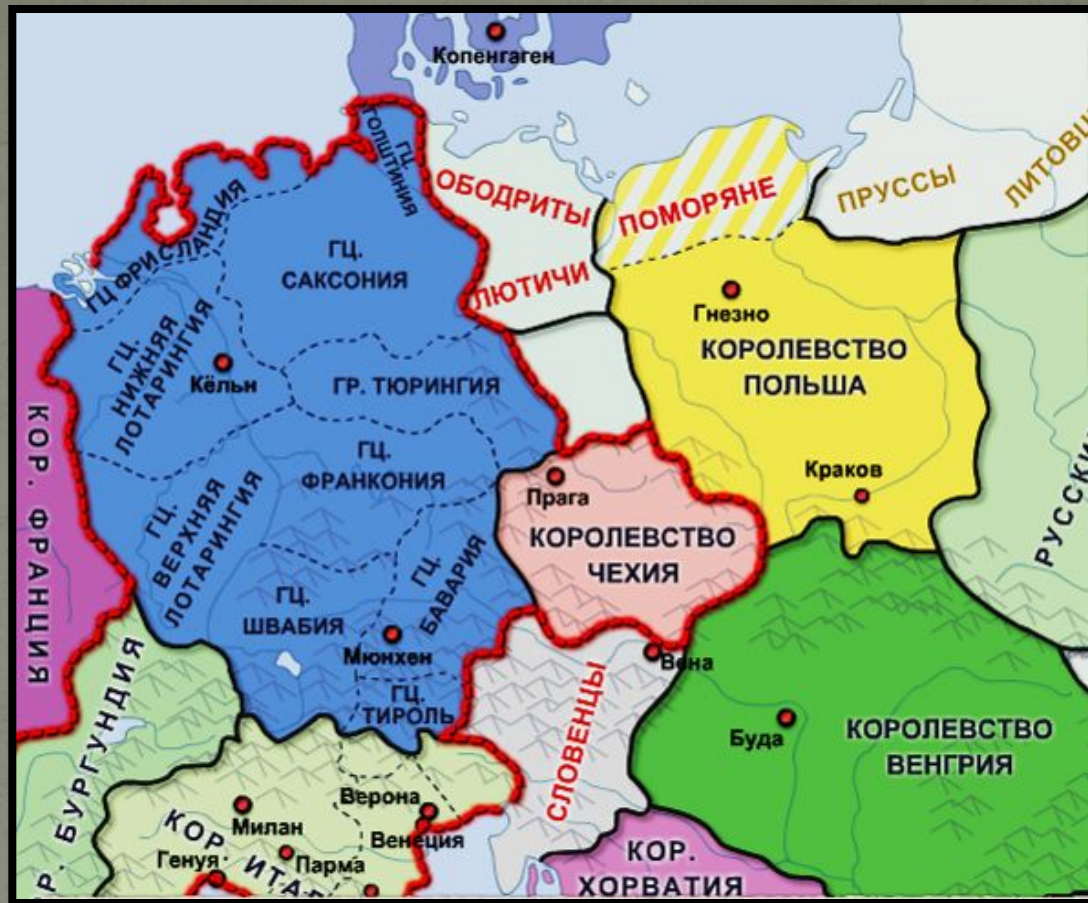 Копенгаген
ГЦ.
ГОЛШТИНИЯ
ОБОДРИТЫ
ПОМОРЯНЕ
ПРУССЫ
ЛИТОВЦ
ГЦ ФРИСЛАНДИЯ
ГЦ.
САКСОНИЯ
ЛЮТИЧИ
Гнезно
КОРОЛЕВСТВО
ПОЛЬША
ГЦ.
НИЖНЯЯ
ЛОТАРИНГИЯ
Кёльн
ГР. ТЮРИНГИЯ
КОР. ФРАНЦИЯ
ГЦ.
ФРАНКОНИЯ
Прага
Краков
РУССКИ
ГЦ.
ВЕРХНЯЯ
ЛОТАРИНГИЯ
КОРОЛЕВСТВО
ЧЕХИЯ
ГЦ.
БАВАРИЯ
ГЦ.
ШВАБИЯ
Мюнхен
Вена
ГЦ.
ТИРОЛЬ
СЛОВЕНЦЫ
Буда
КОРОЛЕВСТВО
ВЕНГРИЯ
Р. БУРГУНДИЯ
Верона
Милан
Венеция
Генуя
Парма
КОР ИТАЛ
КОР.
ХОРВАТИЯ